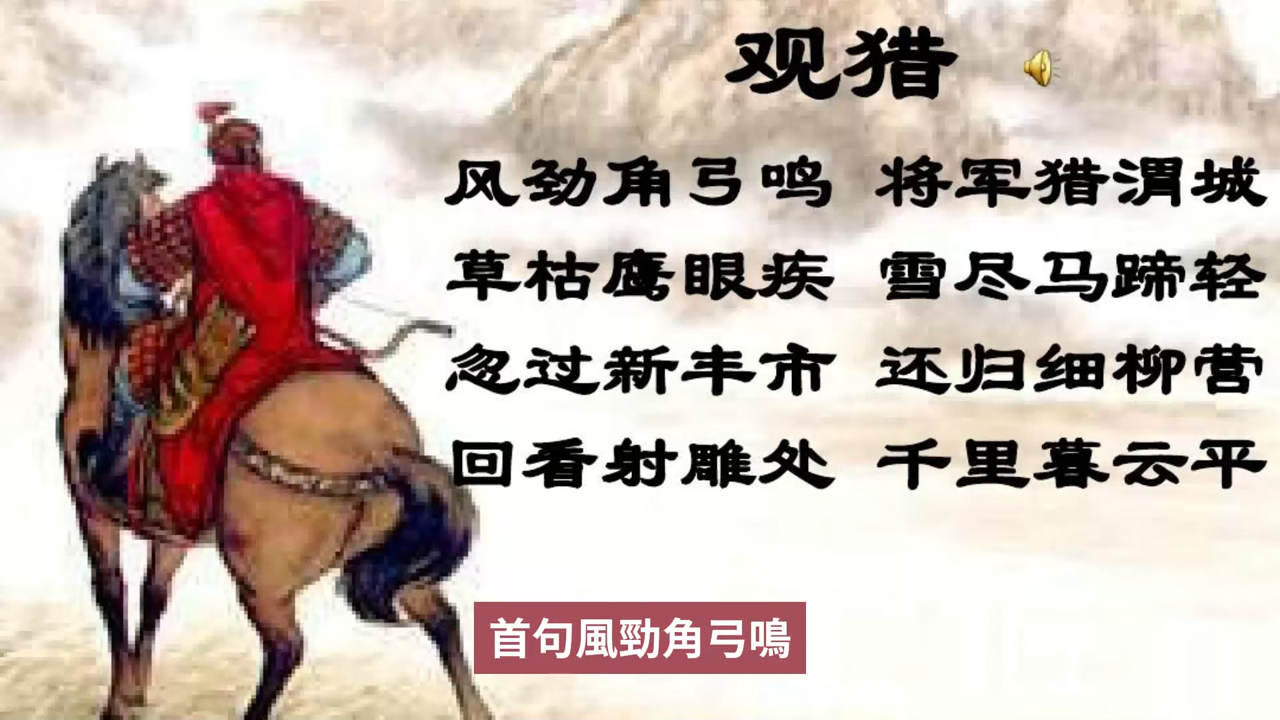 观猎
风劲角弓鸣 将军猎渭城
草枯鹰眼疾 雪尽马蹄轻
忽过新丰市 还归细柳营
回看射雕处 千里暮云平
首句風勁角弓鳴